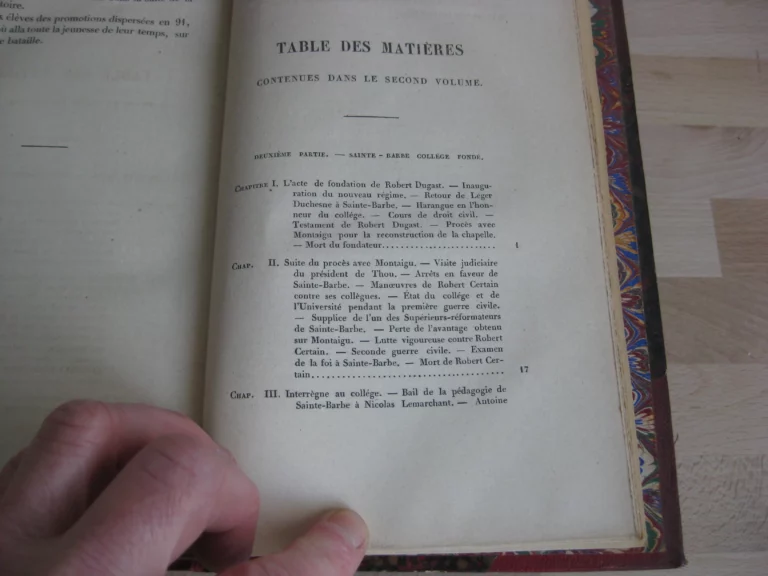 toire.
élèves des promotions dispersées en 91,
où alla toute la jeunesse de leur temps, sur
bataille.
TABLE DES MATIÈRES
CONTENUES DANS LE SECOND VOLUME.
DEUXIÈME PARTIE. — SAINTE-BARBE COLLÉGE FONDÉ.
CHAPITRE I. L'acte de fondation de Robert Dugast. — Inaugu-
ration du nouveau régime. — Retour de Léger
Duchesne à Sainte-Barbe. — Harangue en l'hon-
neur du collége. — Cours de droit civil. —
Testament de Robert Dugast. — Procès avec
Montaigu pour la reconstruction de la chapelle.
— Mort du fondateur........................ 1
CHAP. II. Suite du procès avec Montaigu. — Visite judiciaire
du président de Thou. — Arrêts en faveur de
Sainte-Barbe. — Manœuvres de Robert Certain
contre ses collègues. — État du collége et de
l'Université pendant la première guerre civile.
— Supplice de l'un des Supérieurs-réformateurs
de Sainte-Barbe. — Perte de l'avantage obtenu
sur Montaigu. — Lutte vigoureuse contre Robert
Certain. — Seconde guerre civile. — Examen
de la foi à Sainte-Barbe. — Mort de Robert Cer-
tain........................................ 17
CHAP. III. Interrègne au collége. — Bail de la pédagogie de
Sainte-Barbe à Nicolas Lemarchant. — Antoine